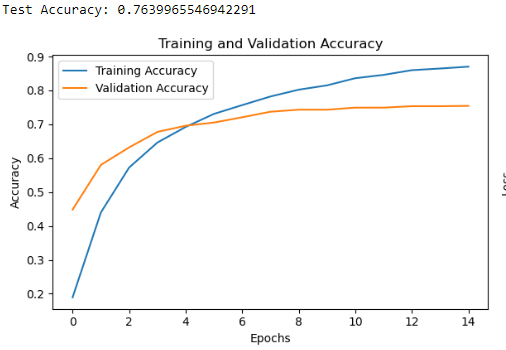 Test Accuracy: 0.7639965546942291
Training and Validation Accuracy
Training Accuracy
Validation Accuracy
0.9
0.8
0.7
0.6
0.5
0.4
0.3
0.2
Accuracy
0 2 4 6 8 10 12 14
Epochs